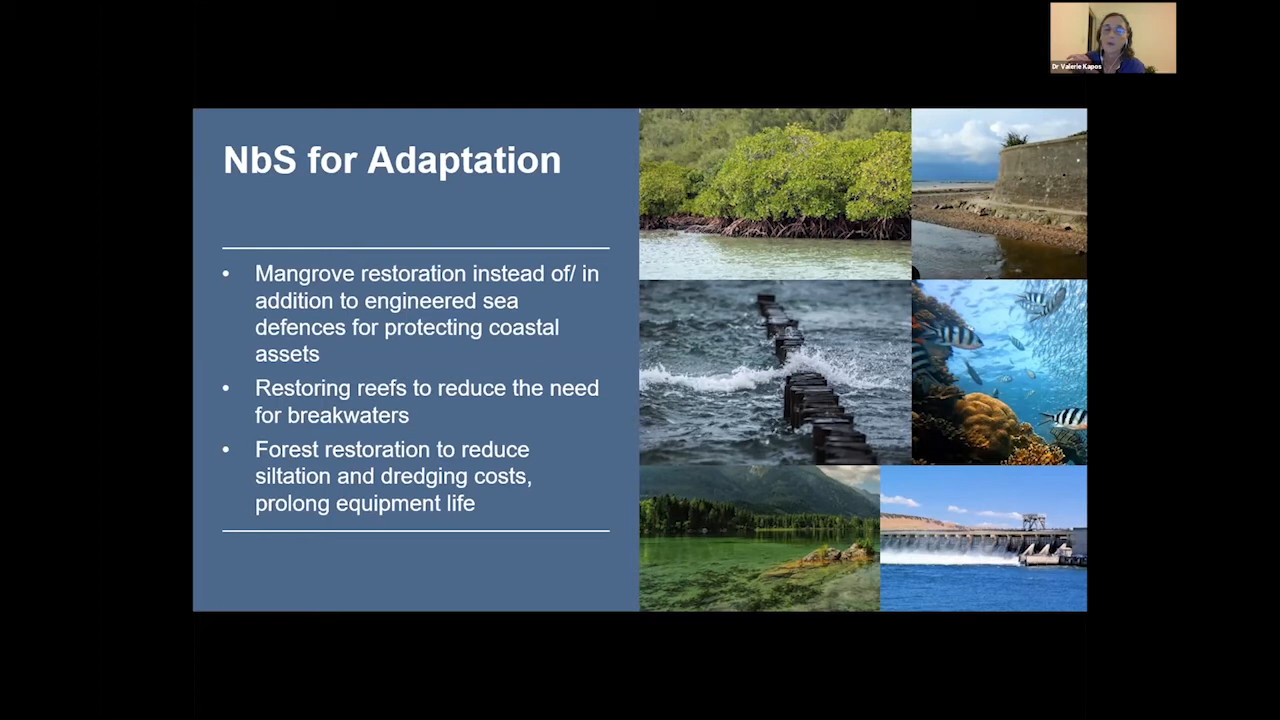 Dr Valerie Kapos
NbS for Adaptation
• Mangrove restoration instead of/ in
addition to engineered sea
defences for protecting coastal
assets
• Restoring reefs to reduce the need
for breakwaters
• Forest restoration to reduce
siltation and dredging costs,
prolong equipment life